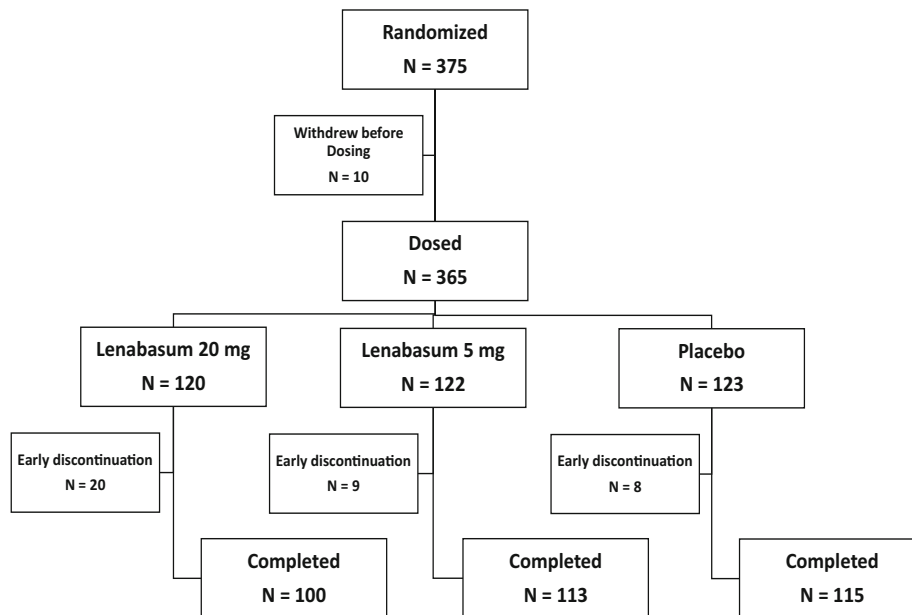 Randomized
N = 375
Withdrew before
Dosing
N = 10
Dosed
N = 365
Lenabasum 20 mg
N = 120
Lenabasum 5 mg
N = 122
Placebo
N = 123
Early discontinuation
N = 20
Early discontinuation
N = 9
Early discontinuation
N = 8
Completed
N = 100
Completed
N = 113
Completed
N = 115